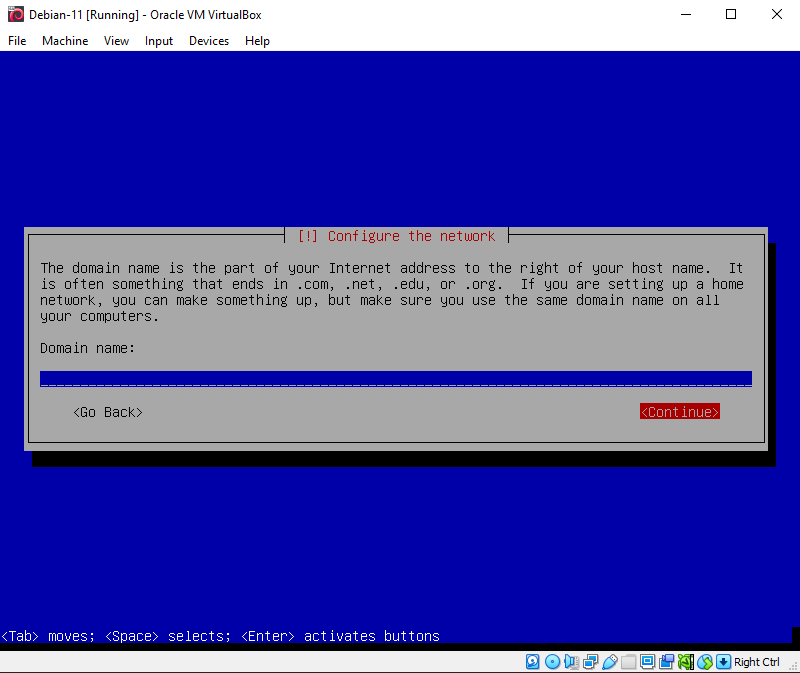 Debian-11 [Running] - Oracle VM VirtualBox
File Machine View Input Devices Help
[!] Configure the network
The domain name is the part of your Internet address to the right of your host name.  It
is often something that ends in .com, .net, .edu, or .org.  If you are setting up a home
network, you can make something up, but make sure you use the same domain name on all
your computers.
Domain name:
<Go Back> <Continue>
<Tab> moves; <Space> selects; <Enter> activates buttons
Right Ctrl